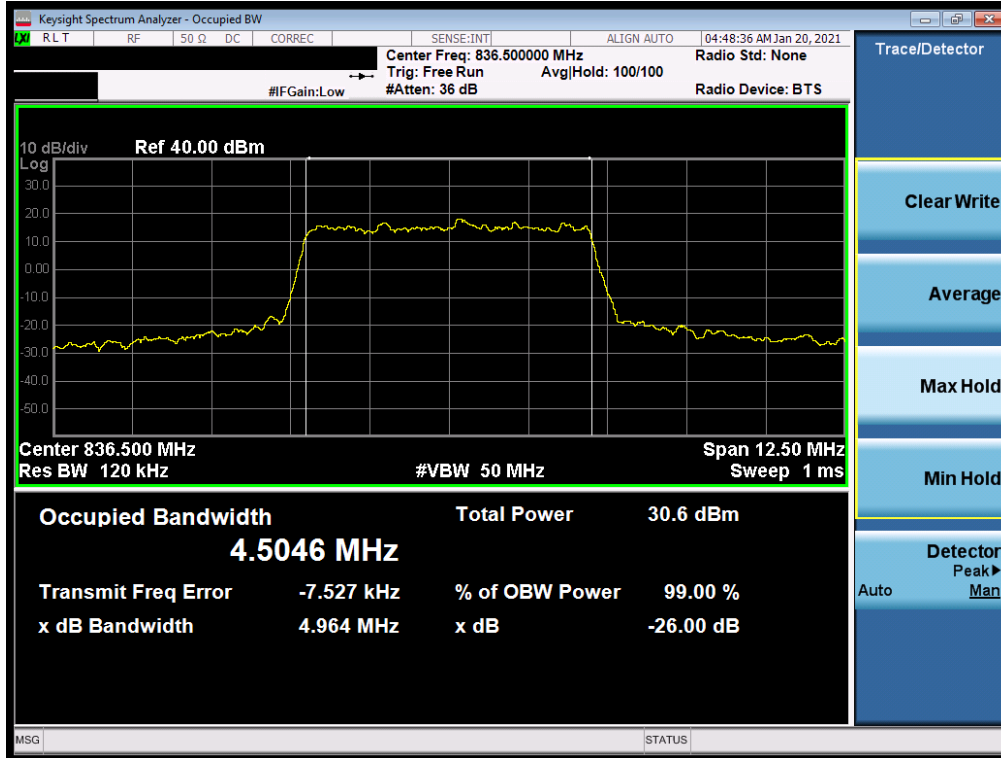 Keysight Spectrum Analyzer - Occupied BW
LXI RLT RF 50 Ω DC CORREC SENSE:INT ALIGN AUTO 04:48:36 AM Jan 20, 2021
Center Freq: 836.500000 MHz Radio Std: None
Trig: Free Run Avg|Hold: 100/100
#IFGain:Low #Atten: 36 dB Radio Device: BTS
Trace/Detector
10 dB/div Ref 40.00 dBm
Log
30.0
20.0
10.0
0.00
-10.0
-20.0
-30.0
-40.0
-50.0
Center 836.500 MHz Span 12.50 MHz
Res BW 120 kHz #VBW 50 MHz Sweep 1 ms
Occupied Bandwidth Total Power 30.6 dBm
4.5046 MHz
Transmit Freq Error -7.527 kHz % of OBW Power 99.00 %
x dB Bandwidth 4.964 MHz x dB -26.00 dB
Clear Write
Average
Max Hold
Min Hold
Detector
Peak▶
Auto Man
MSG STATUS